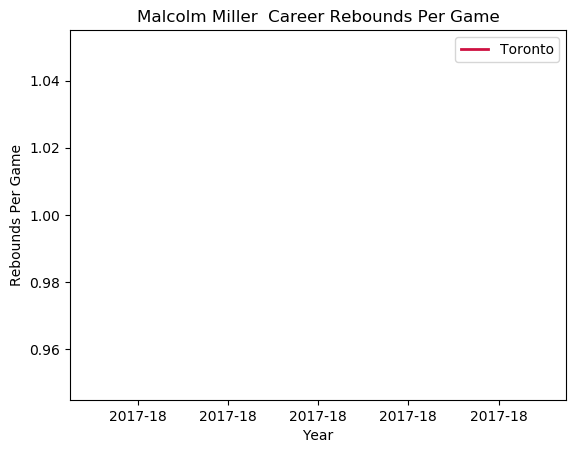 Malcolm Miller  Career Rebounds Per Game
Toronto
1.04
1.02
1.00
0.98
0.96
Rebounds Per Game
2017-18 2017-18 2017-18 2017-18 2017-18
Year